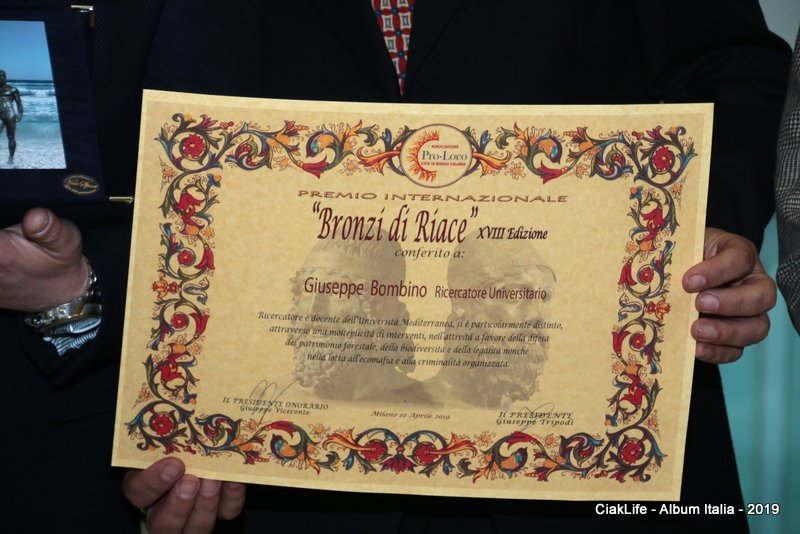 ASSOCIAZIONE
Pro-Loco
CITTÀ DI REGGIO CALABRIA
PREMIO INTERNAZIONALE
"Bronzi di Riace" XVIII Edizione
conferito a:
Giuseppe Bombino Ricercatore Universitario
Ricercatore e docente dell'Università Mediterranea, si è particolarmente distinto,
attraverso una molteplicità di interventi, nell'attività a favore della difesa
del patrimonio forestale, della biodiversità e della legalità nonchè
nella lotta all'ecomafia e alla criminalità organizzata.
IL PRESIDENTE ONORARIO
Giuseppe Viceconte
Milano 10 Aprile 2019
IL PRESIDENTE
Giuseppe Tripodi
CiakLife - Album Italia - 2019